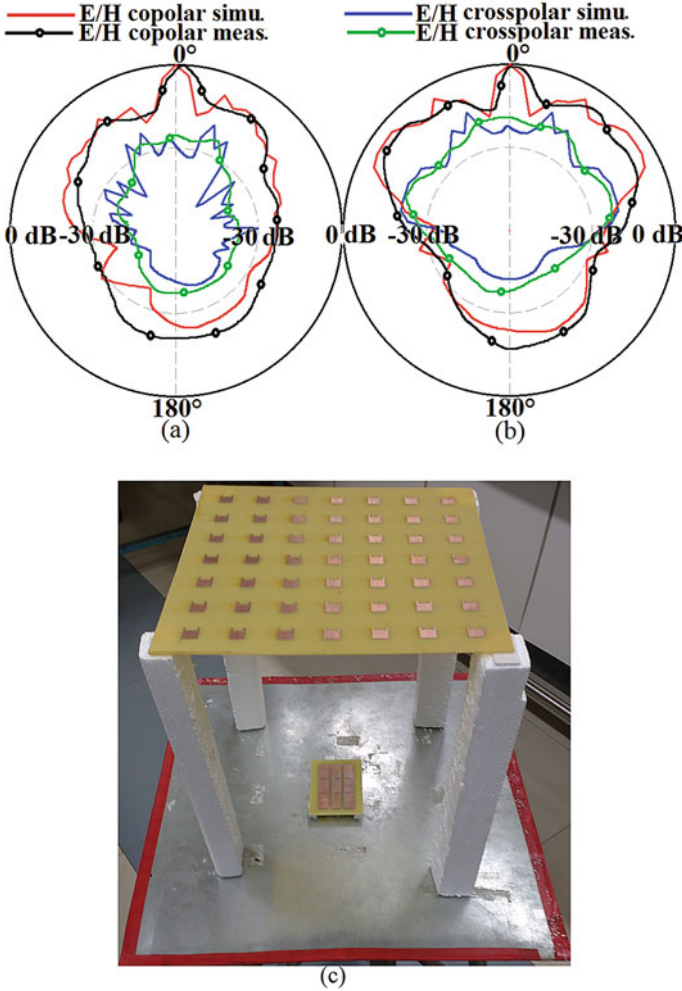 E/H copolar simu.
E/H copolar meas.
E/H crosspolar simu.
E/H crosspolar meas.
0°
0°
0 dB -30 dB -30 dB 0 dB -30 dB -30 dB 0 dB
180°
180°
(a)
(b)
(c)